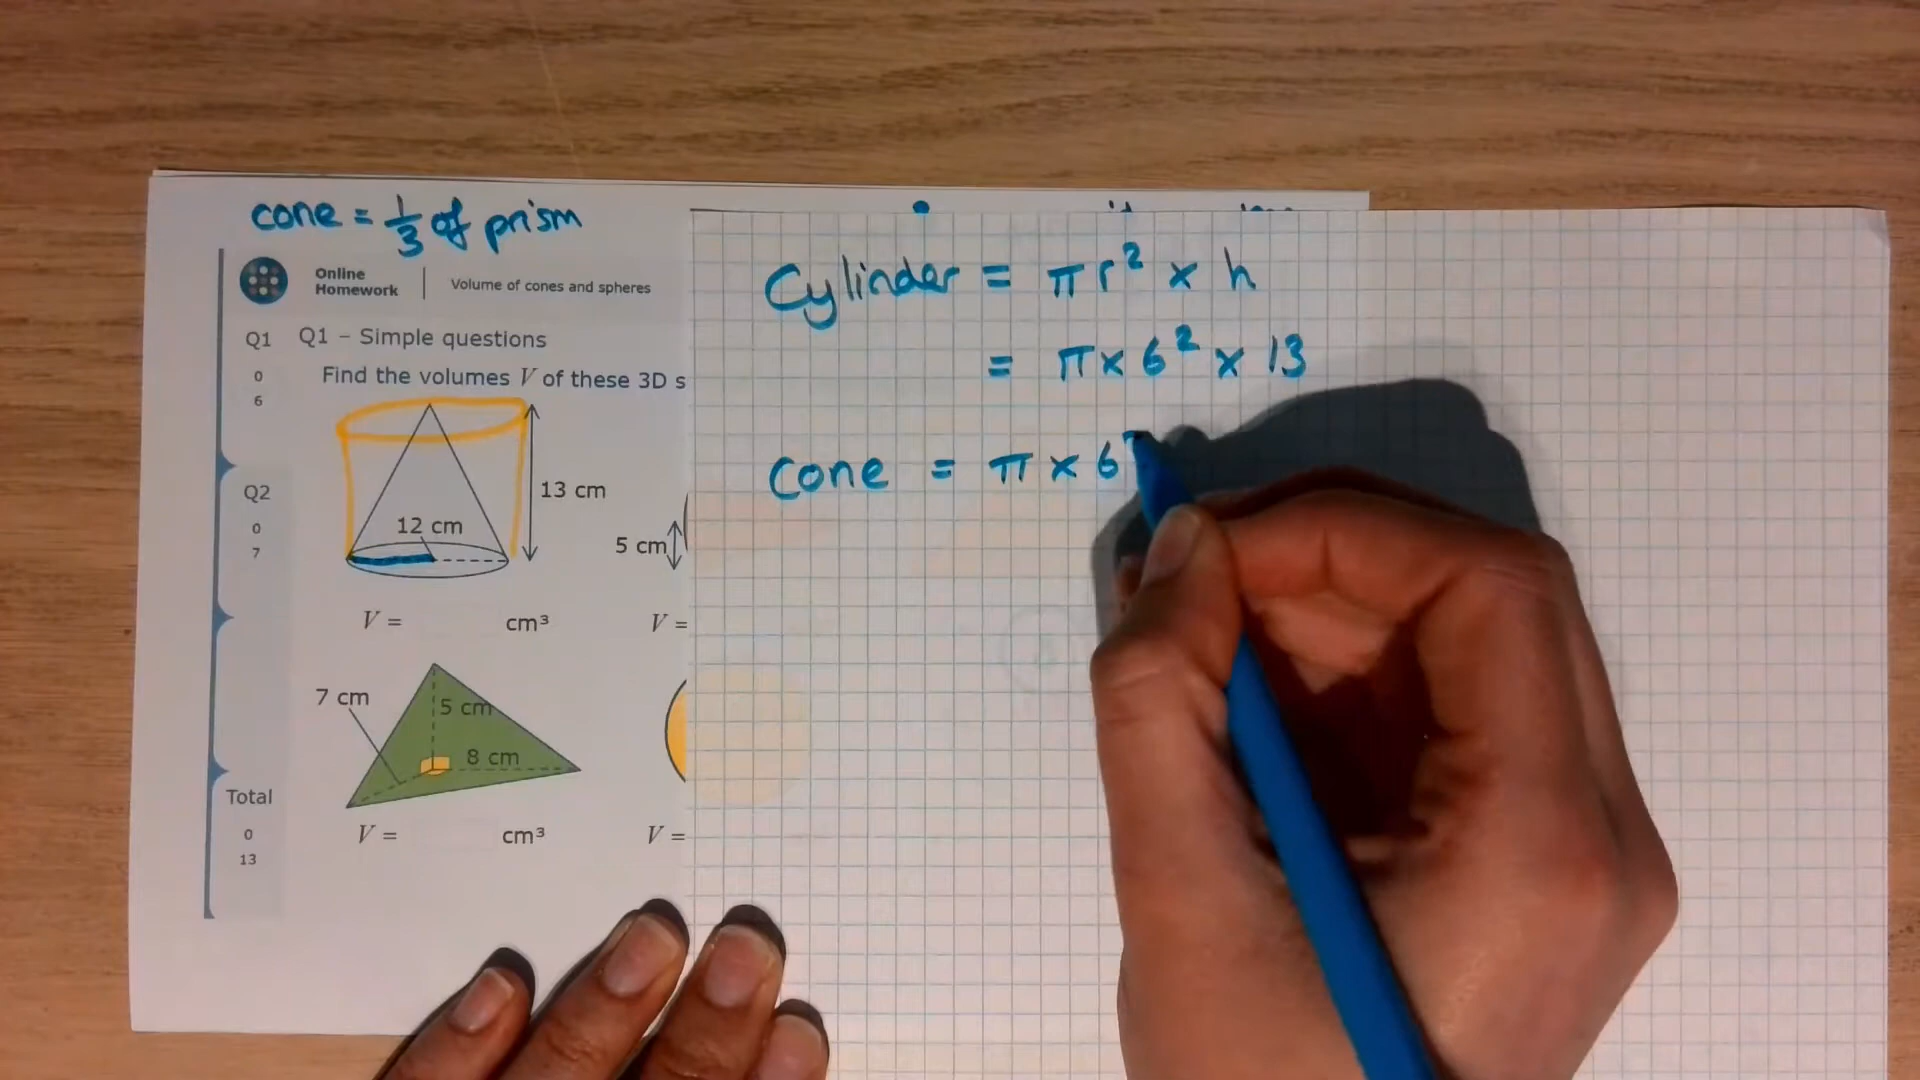 cone = 1/3 of prism
Online Homework | Volume of cones and spheres
Q1
0
6
Q2
0
7
Total
0
13
Q1 – Simple questions
Find the volumes V of these 3D s
13 cm
12 cm
5 cm
V = cm³
V =
7 cm
5 cm
8 cm
V = cm³
V =
Cylinder = πr² × h
= π × 6² × 13
Cone = π × 6